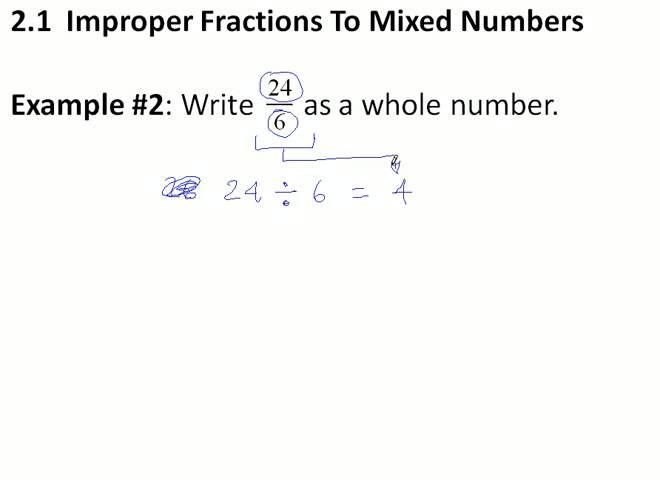 2.1 Improper Fractions To Mixed Numbers
Example #2: Write 24/6 as a whole number.
24 ÷ 6 = 4